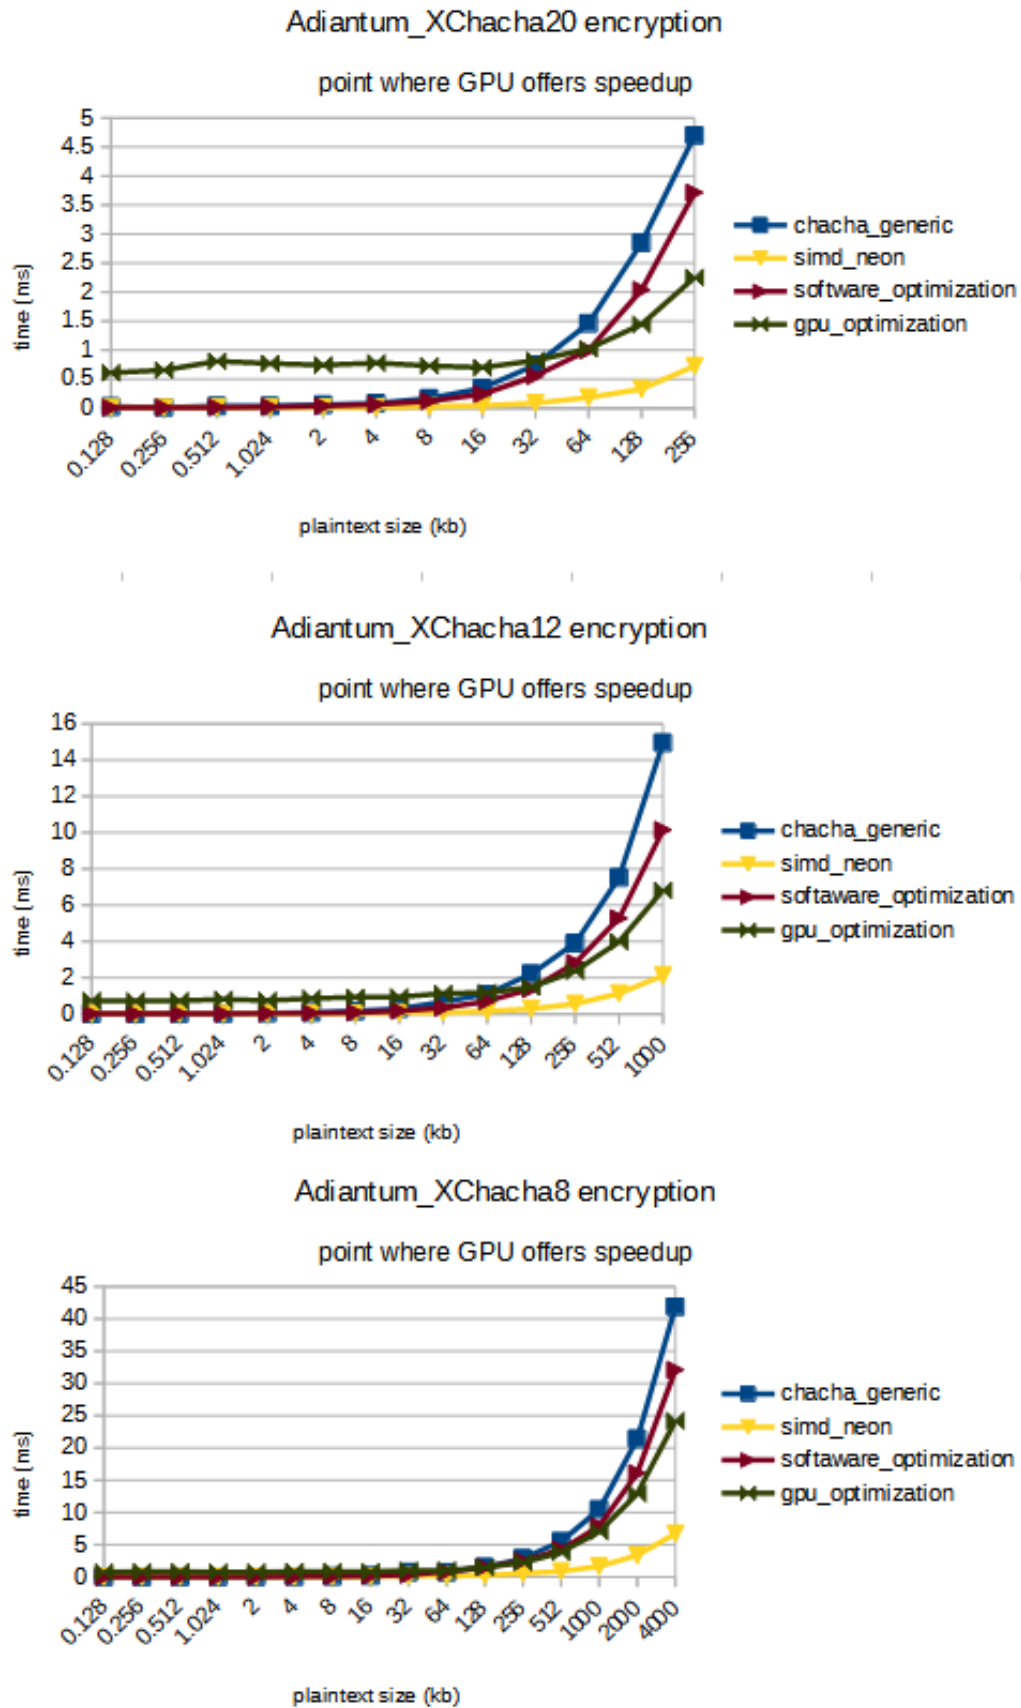 Adiantum_XChacha20 encryption
point where GPU offers speedup
5
4.5
4
3.5
3
2.5
2
1.5
1
0.5
0
time (ms)
0.128 0.256 0.512 1.024 2 4 8 16 32 64 128 256
plaintext size (kb)
chacha_generic
simd_neon
software_optimization
gpu_optimization
Adiantum_XChacha12 encryption
point where GPU offers speedup
16
14
12
10
8
6
4
2
0
time (ms)
0.128 0.256 0.512 1.024 2 4 8 16 32 64 128 256 512 1000
plaintext size (kb)
chacha_generic
simd_neon
softaware_optimization
gpu_optimization
Adiantum_XChacha8 encryption
point where GPU offers speedup
45
40
35
30
25
20
15
10
5
0
time (ms)
0.128 0.256 0.512 1.024 2 4 8 16 32 64 128 256 512 1000 2000 4000
plaintext size (kb)
chacha_generic
simd_neon
softaware_optimization
gpu_optimization